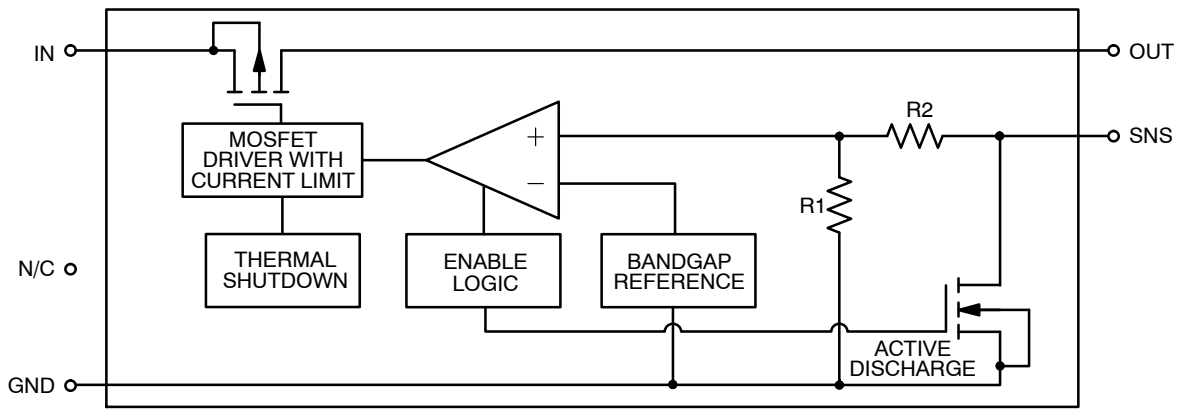 IN
OUT
R2
+
SNS
MOSFET
DRIVER WITH
CURRENT LIMIT
−
R1
THERMAL
SHUTDOWN
ENABLE
LOGIC
BANDGAP
REFERENCE
N/C
ACTIVE
DISCHARGE
GND